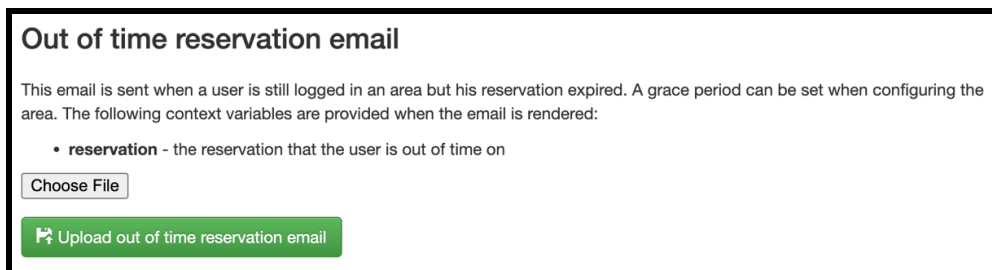 Out of time reservation email
This email is sent when a user is still logged in an area but his reservation expired. A grace period can be set when configuring the
area. The following context variables are provided when the email is rendered:
• reservation - the reservation that the user is out of time on
Choose File
Upload out of time reservation email